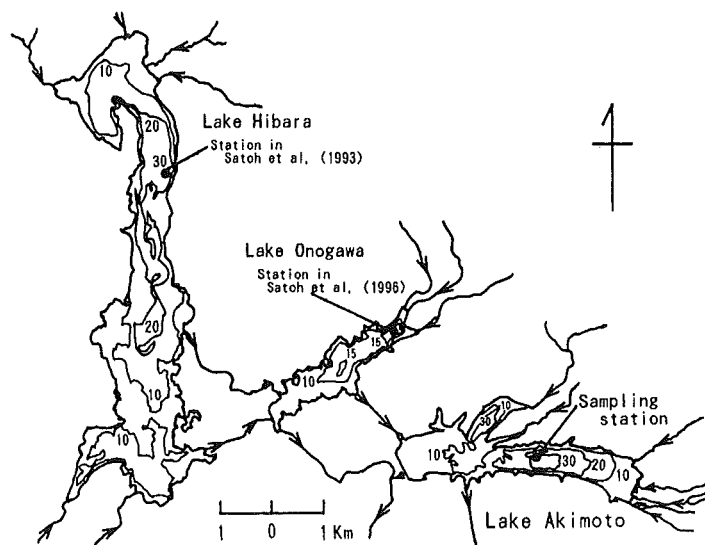 10
20
Lake Hibara
Station in
Satoh et al, (1993)
30
Lake Onogawa
Station in
Satoh et al, (1996)
20
15
15
10
10
10
30
Sampling
station
10
10
30
20
10
Lake Akimoto
1 0 1 Km